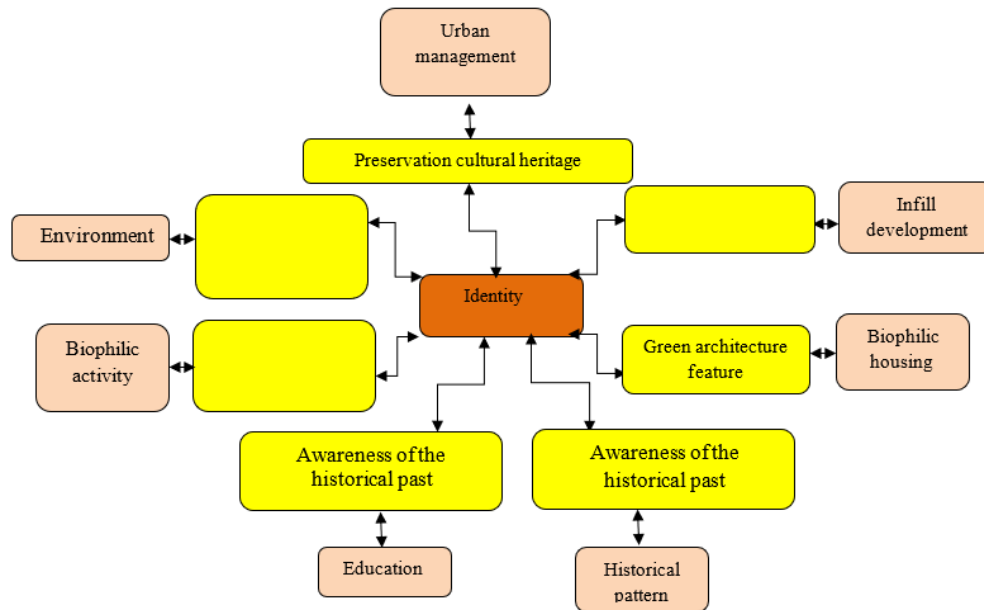 Urban
management
Preservation cultural heritage
Environment
Infill
development
Identity
Biophilic
activity
Green architecture
feature
Biophilic
housing
Awareness of the
historical past
Awareness of the
historical past
Education
Historical
pattern